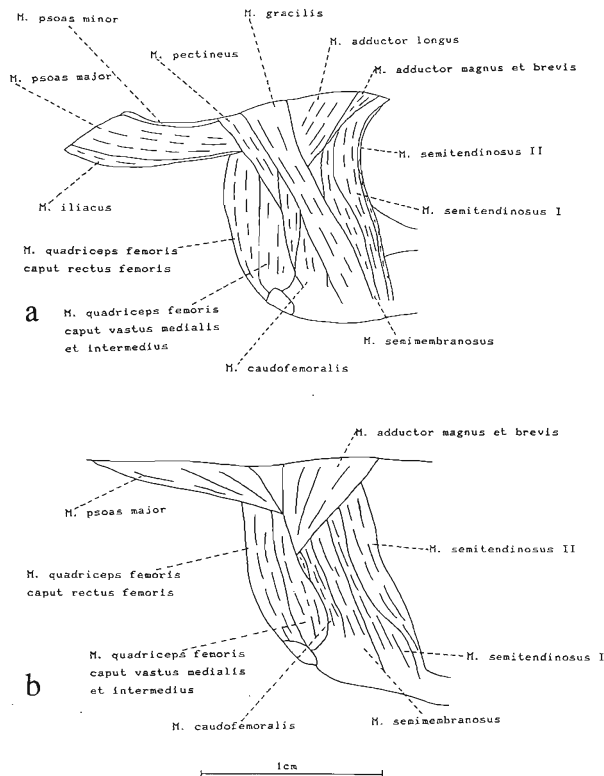 M. psoas minor
M. gracilis
M. pectineus
M. adductor longus
M. adductor magnus et brevis
M. psoas major
M. semitendinosus II
M. iliacus
M. semitendinosus I
M. quadriceps femoris
caput rectus femoris
a
M. quadriceps femoris
caput vastus medialis
et intermedius
M. semimembranosus
M. caudofemoralis
M. adductor magnus et brevis
M. psoas major
M. semitendinosus II
M. quadriceps femoris
caput rectus femoris
M. quadriceps femoris
caput vastus medialis
et intermedius
M. semitendinosus I
b
M. caudofemoralis
M. semimembranosus
1cm